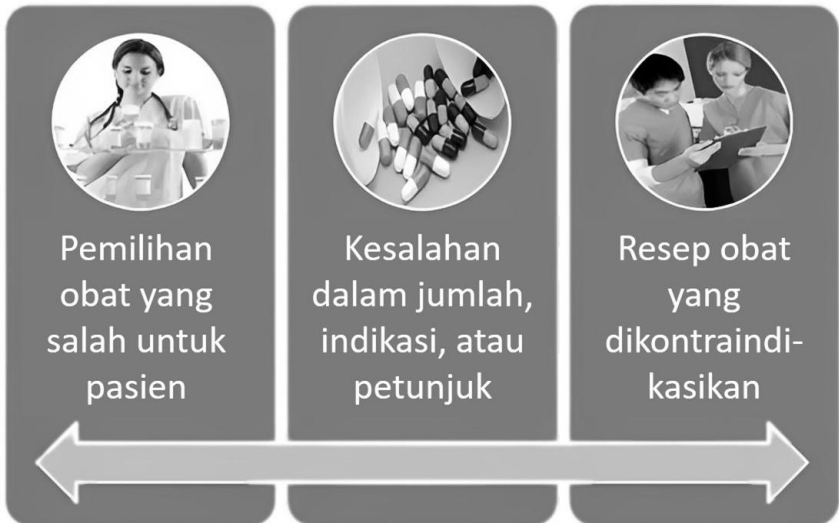 Pemilihan
obat yang
salah untuk
pasien
Kesalahan
dalam jumlah,
indikasi, atau
petunjuk
Resep obat
yang
dikontraindi-
kasikan